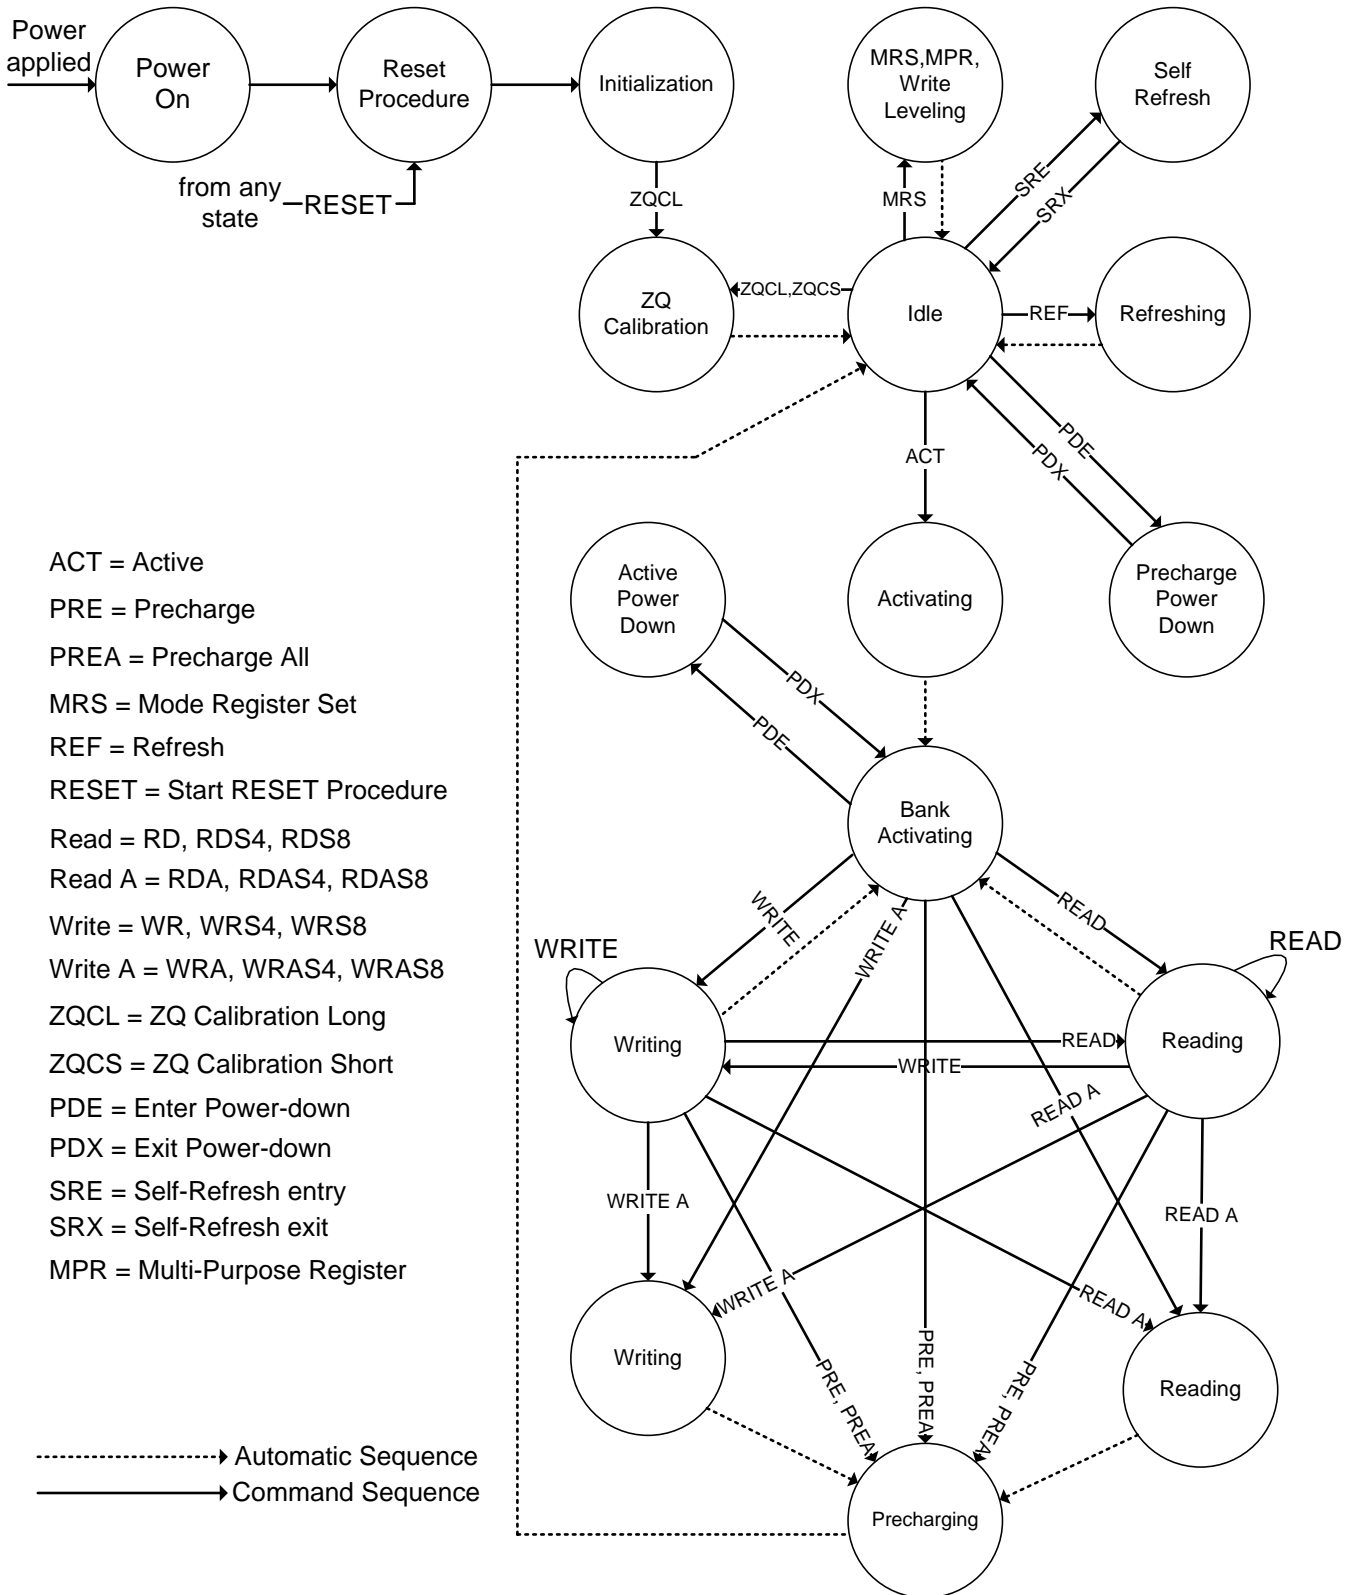 Power
applied
Power
On
Reset
Procedure
Initialization
MRS,MPR,
Write
Leveling
Self
Refresh
from any
state
RESET
ZQCL
MRS
SRE
SRX
ZQ
Calibration
ZQCL,ZQCS
Idle
REF
Refreshing
PDE
PDX
ACT
Active
Power
Down
Activating
Precharge
Power
Down
PDX
PDE
Bank
Activating
ACT = Active
PRE = Precharge
PREA = Precharge All
MRS = Mode Register Set
REF = Refresh
RESET = Start RESET Procedure
Read = RD, RDS4, RDS8
Read A = RDA, RDAS4, RDAS8
Write = WR, WRS4, WRS8
Write A = WRA, WRAS4, WRAS8
ZQCL = ZQ Calibration Long
ZQCS = ZQ Calibration Short
PDE = Enter Power-down
PDX = Exit Power-down
SRE = Self-Refresh entry
SRX = Self-Refresh exit
MPR = Multi-Purpose Register
WRITE
WRITE A
READ
WRITE
READ
Writing
READ
Reading
WRITE
READ A
WRITE A
READ A
WRITE A
READ A
Writing
PRE, PREA
PRE, PREA
PRE, PREA
Reading
Precharging
Automatic Sequence
Command Sequence